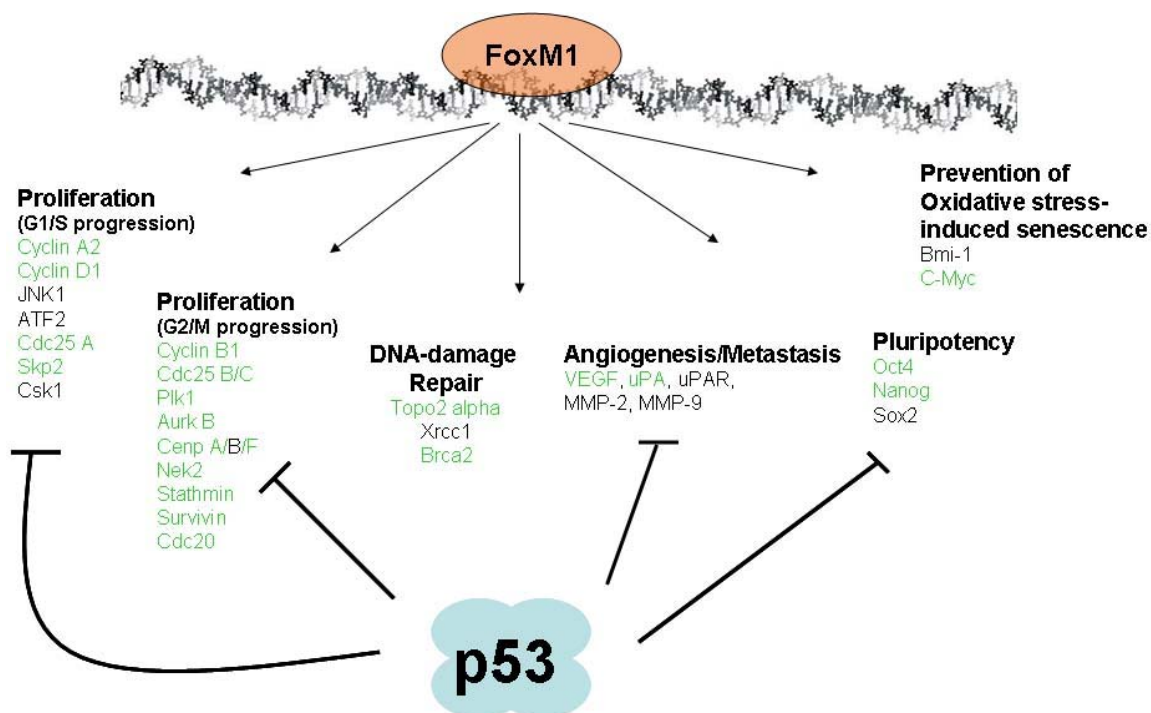 FoxM1
Proliferation
(G1/S progression)
Cyclin A2
Cyclin D1
JNK1
ATF2
Cdc25 A
Skp2
Csk1
Proliferation
(G2/M progression)
Cyclin B1
Cdc25 B/C
Plk1
Aurk B
Cenp A/B/F
Nek2
Stathmin
Survivin
Cdc20
DNA-damage
Repair
Topo2 alpha
Xrcc1
Brca2
Angiogenesis/Metastasis
VEGF, uPA, uPAR,
MMP-2, MMP-9
Prevention of
Oxidative stress-
induced senescence
Bmi-1
C-Myc
Pluripotency
Oct4
Nanog
Sox2
p53